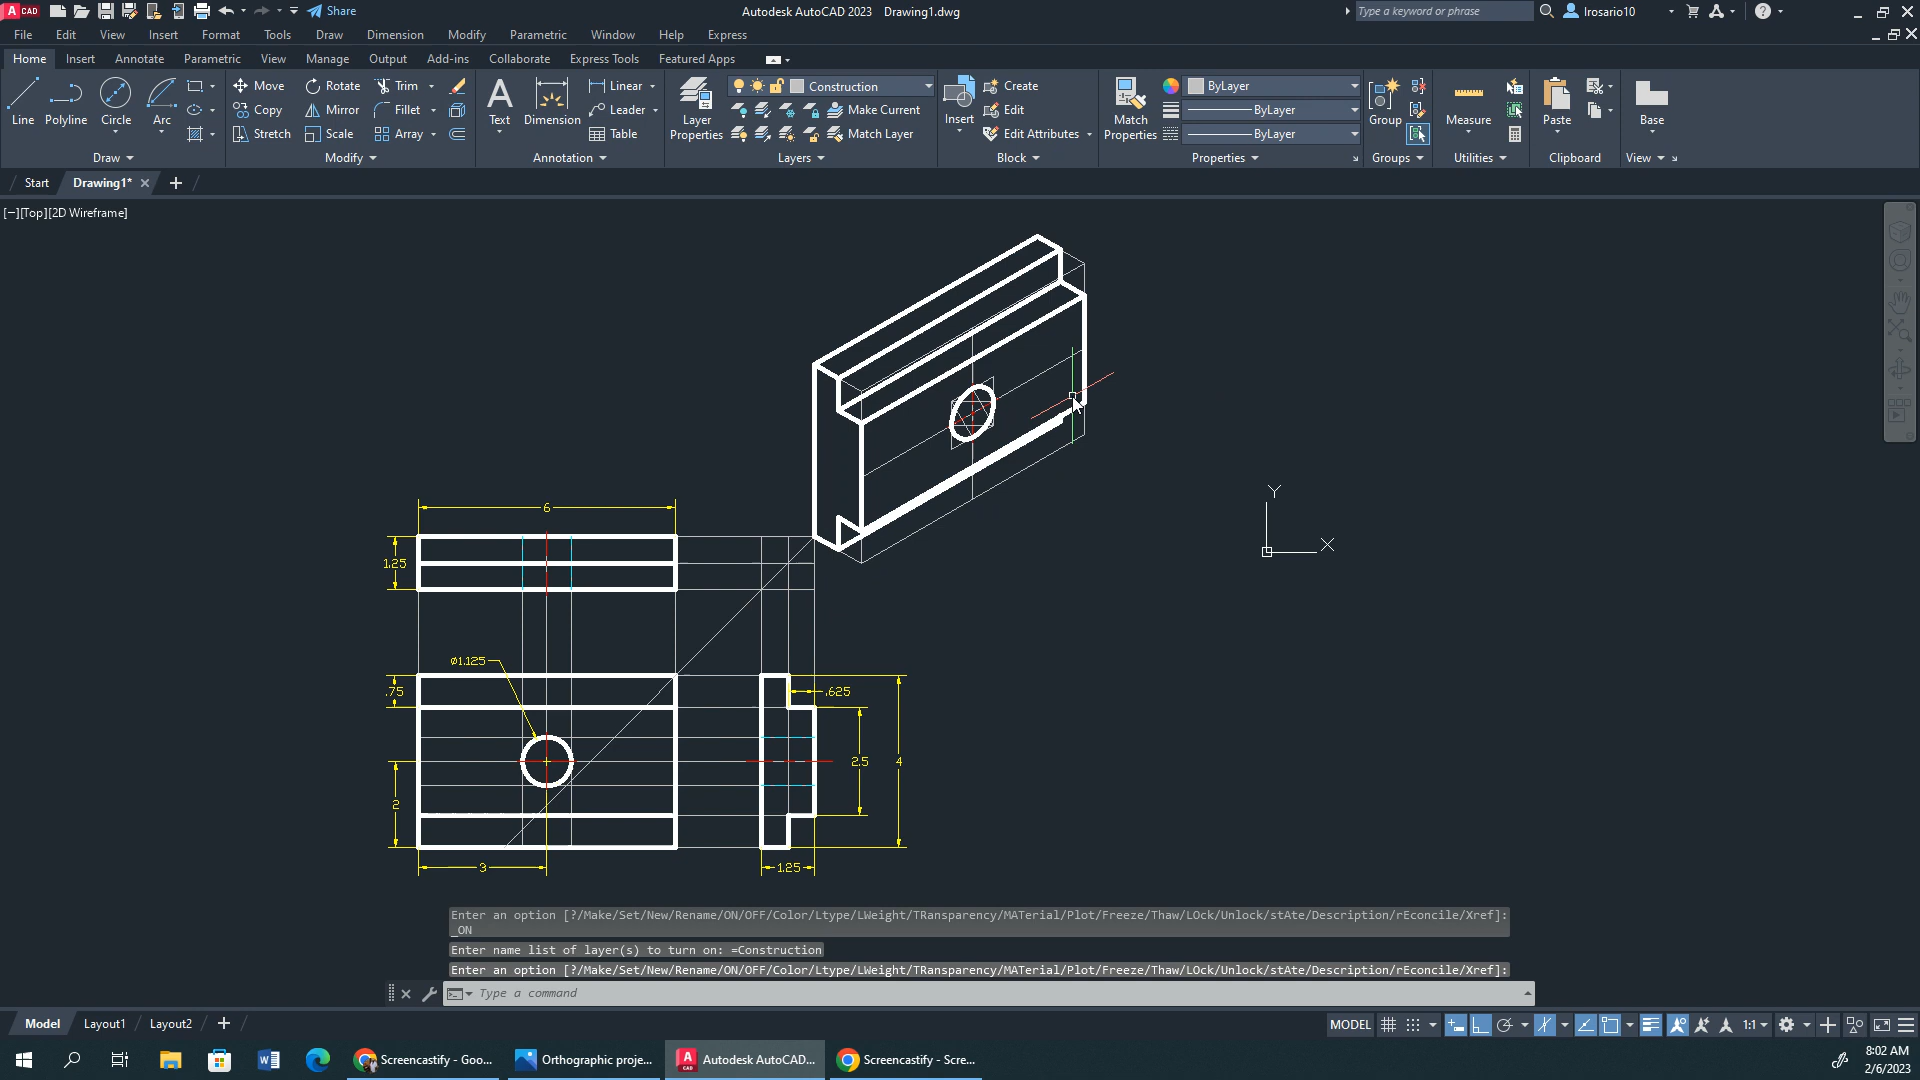 A CAD Share Autodesk AutoCAD 2023 Drawing1.dwg Type a keyword or phrase lrosario10
File Edit View Insert Format Tools Draw Dimension Modify Parametric Window Help Express
Home Insert Annotate Parametric View Manage Output Add-ins Collaborate Express Tools Featured Apps
Line Polyline Circle Arc
Move Rotate Trim
Copy Mirror Fillet
Stretch Scale Array
Text Dimension
Linear
Leader
Table
Layer Properties
Construction
Make Current
Match Layer
Insert
Create
Edit
Edit Attributes
Match Properties
ByLayer
ByLayer
ByLayer
Group Measure Paste Base
Draw Modify Annotation Layers Block Properties Groups Utilities Clipboard View
Start Drawing1*
[−][Top][2D Wireframe]
Y
X
6
1.25
Ø1.125
.75
.625
2.5
4
2
3
1.25
Enter an option [?/Make/Set/New/Rename/ON/OFF/Color/Ltype/LWeight/TRansparency/MATerial/Plot/Freeze/Thaw/LOck/Unlock/stAte/Description/rEconcile/Xref]:
_ON
Enter name list of layer(s) to turn on: =Construction
Enter an option [?/Make/Set/New/Rename/ON/OFF/Color/Ltype/LWeight/TRansparency/MATerial/Plot/Freeze/Thaw/LOck/Unlock/stAte/Description/rEconcile/Xref]:
Type a command
Model Layout1 Layout2 MODEL 1:1
Screencastify - Goo... Orthographic proje... Autodesk AutoCAD... Screencastify - Scre... 8:02 AM
2/6/2023